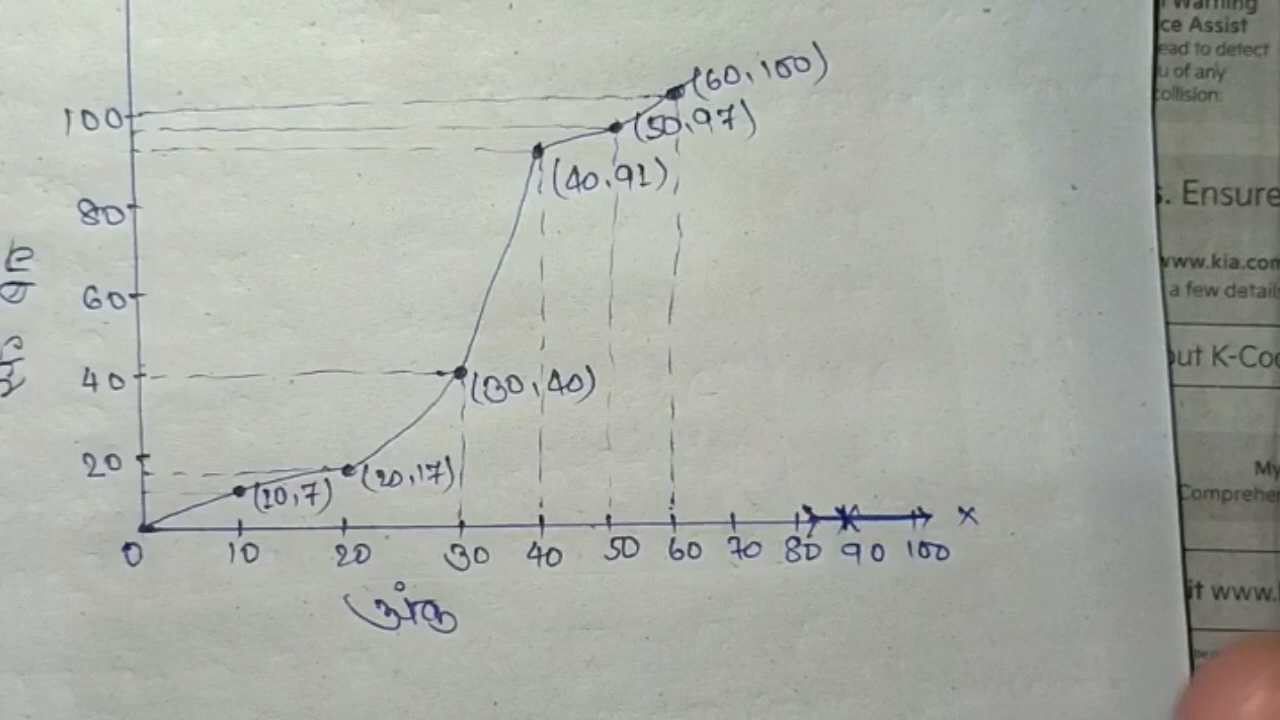 Warning
ce Assist
ead to detect
u of any
collision.
(60,100)
100
(50,97)
(40,91)
80
s. Ensure
www.kia.com
a few details
60
out K-Co
40
(30,40)
20
(20,17)
(10,7)
My
Comprehe
0 10 20 30 40 50 60 70 80 90 100 x
it www.